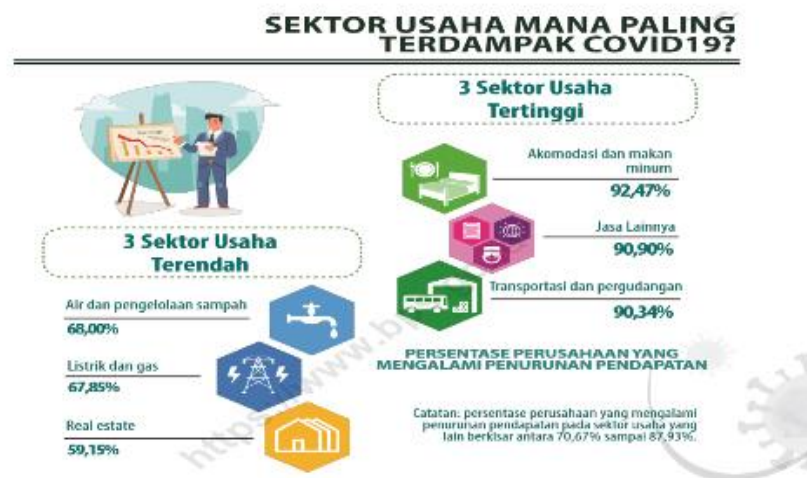 SEKTOR USAHA MANA PALING
TERDAMPAK COVID19?
3 Sektor Usaha
Tertinggi
Akomodasi dan makan
minum
92,47%
Jasa Lainnya
90,90%
Transportasi dan pergudangan
90,34%
3 Sektor Usaha
Terendah
Air dan pengelolaan sampah
68,00%
Listrik dan gas
67,85%
Real estate
59,15%
PERSENTASE PERUSAHAAN YANG
MENGALAMI PENURUNAN PENDAPATAN
Catatan: persentase perusahaan yang mengalami
penurunan pendapatan pada sektor usaha yang
lain berkisar antara 70,67% sampai 87,93%.